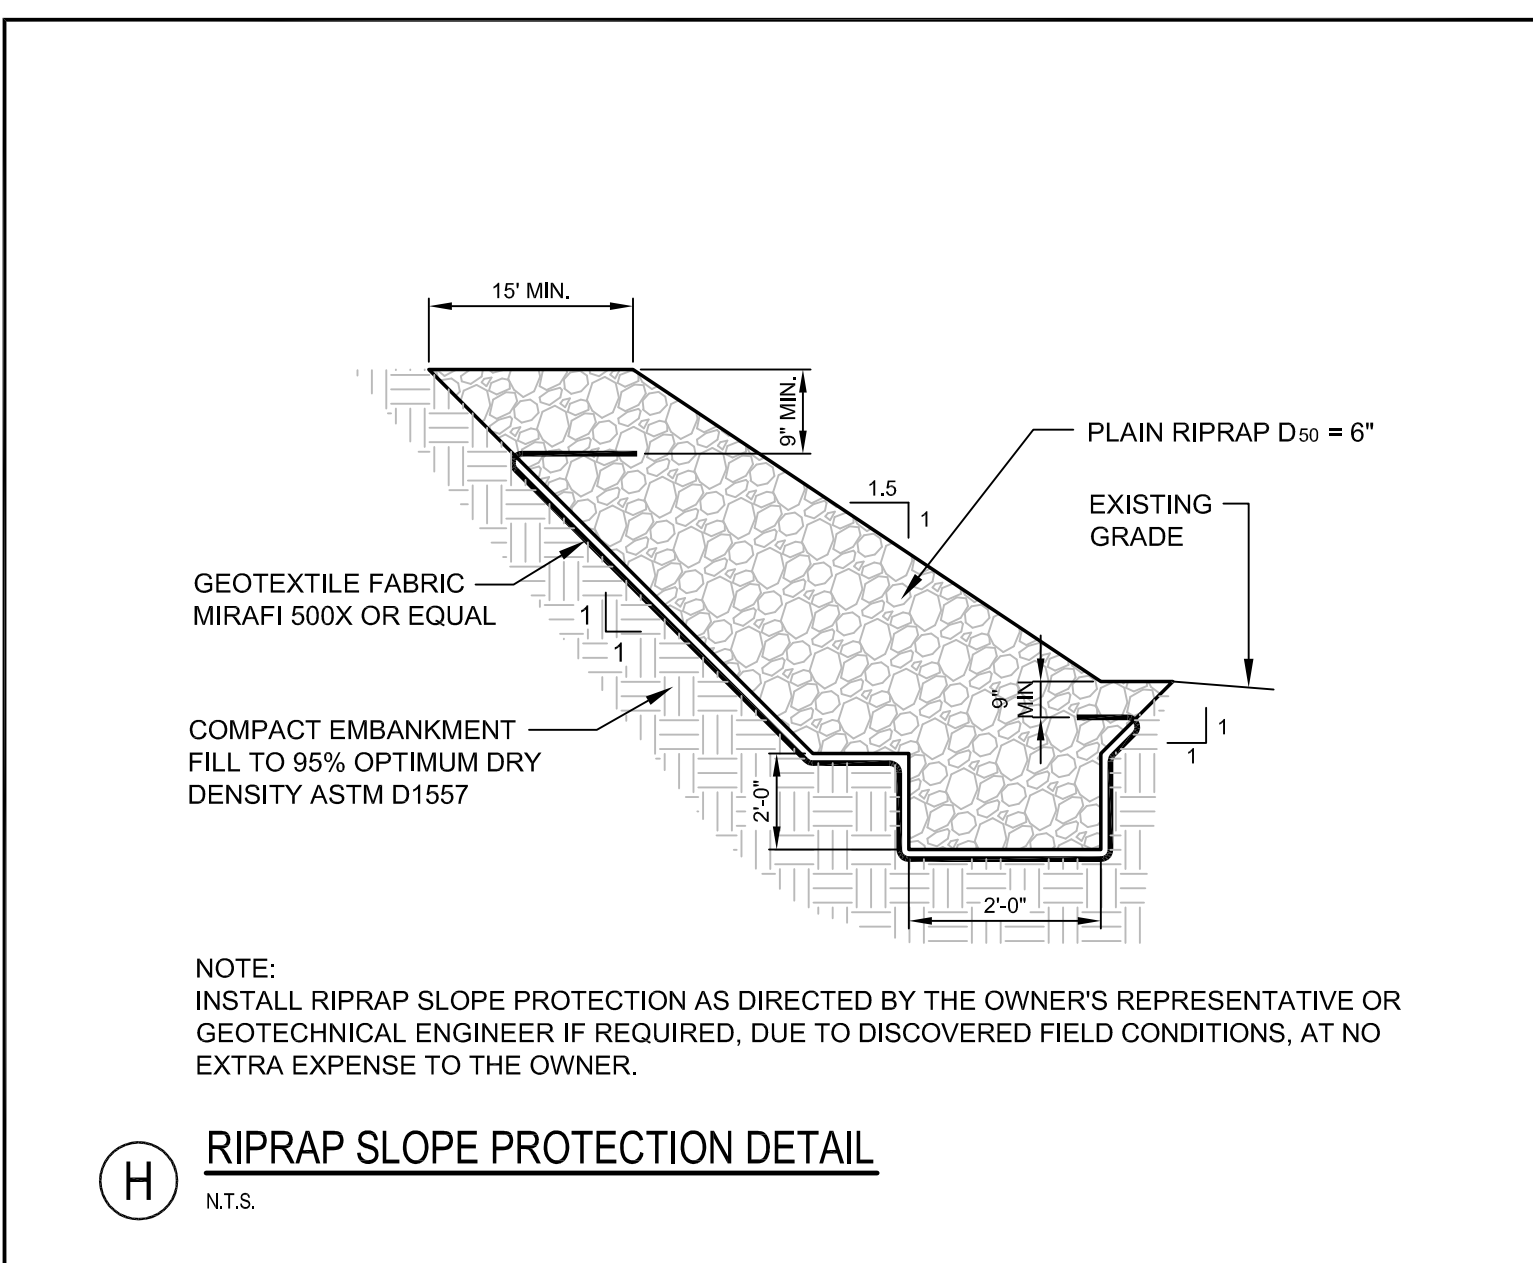 15' MIN.
9" MIN.
PLAIN RIPRAP D50 = 6"
1.5
1
EXISTING
GRADE
GEOTEXTILE FABRIC
MIRAFI 500X OR EQUAL
1
1
9"
MIN
1
1
COMPACT EMBANKMENT
FILL TO 95% OPTIMUM DRY
DENSITY ASTM D1557
2'-0"
2'-0"
NOTE:
INSTALL RIPRAP SLOPE PROTECTION AS DIRECTED BY THE OWNER'S REPRESENTATIVE OR
GEOTECHNICAL ENGINEER IF REQUIRED, DUE TO DISCOVERED FIELD CONDITIONS, AT NO
EXTRA EXPENSE TO THE OWNER.
H
RIPRAP SLOPE PROTECTION DETAIL
N.T.S.